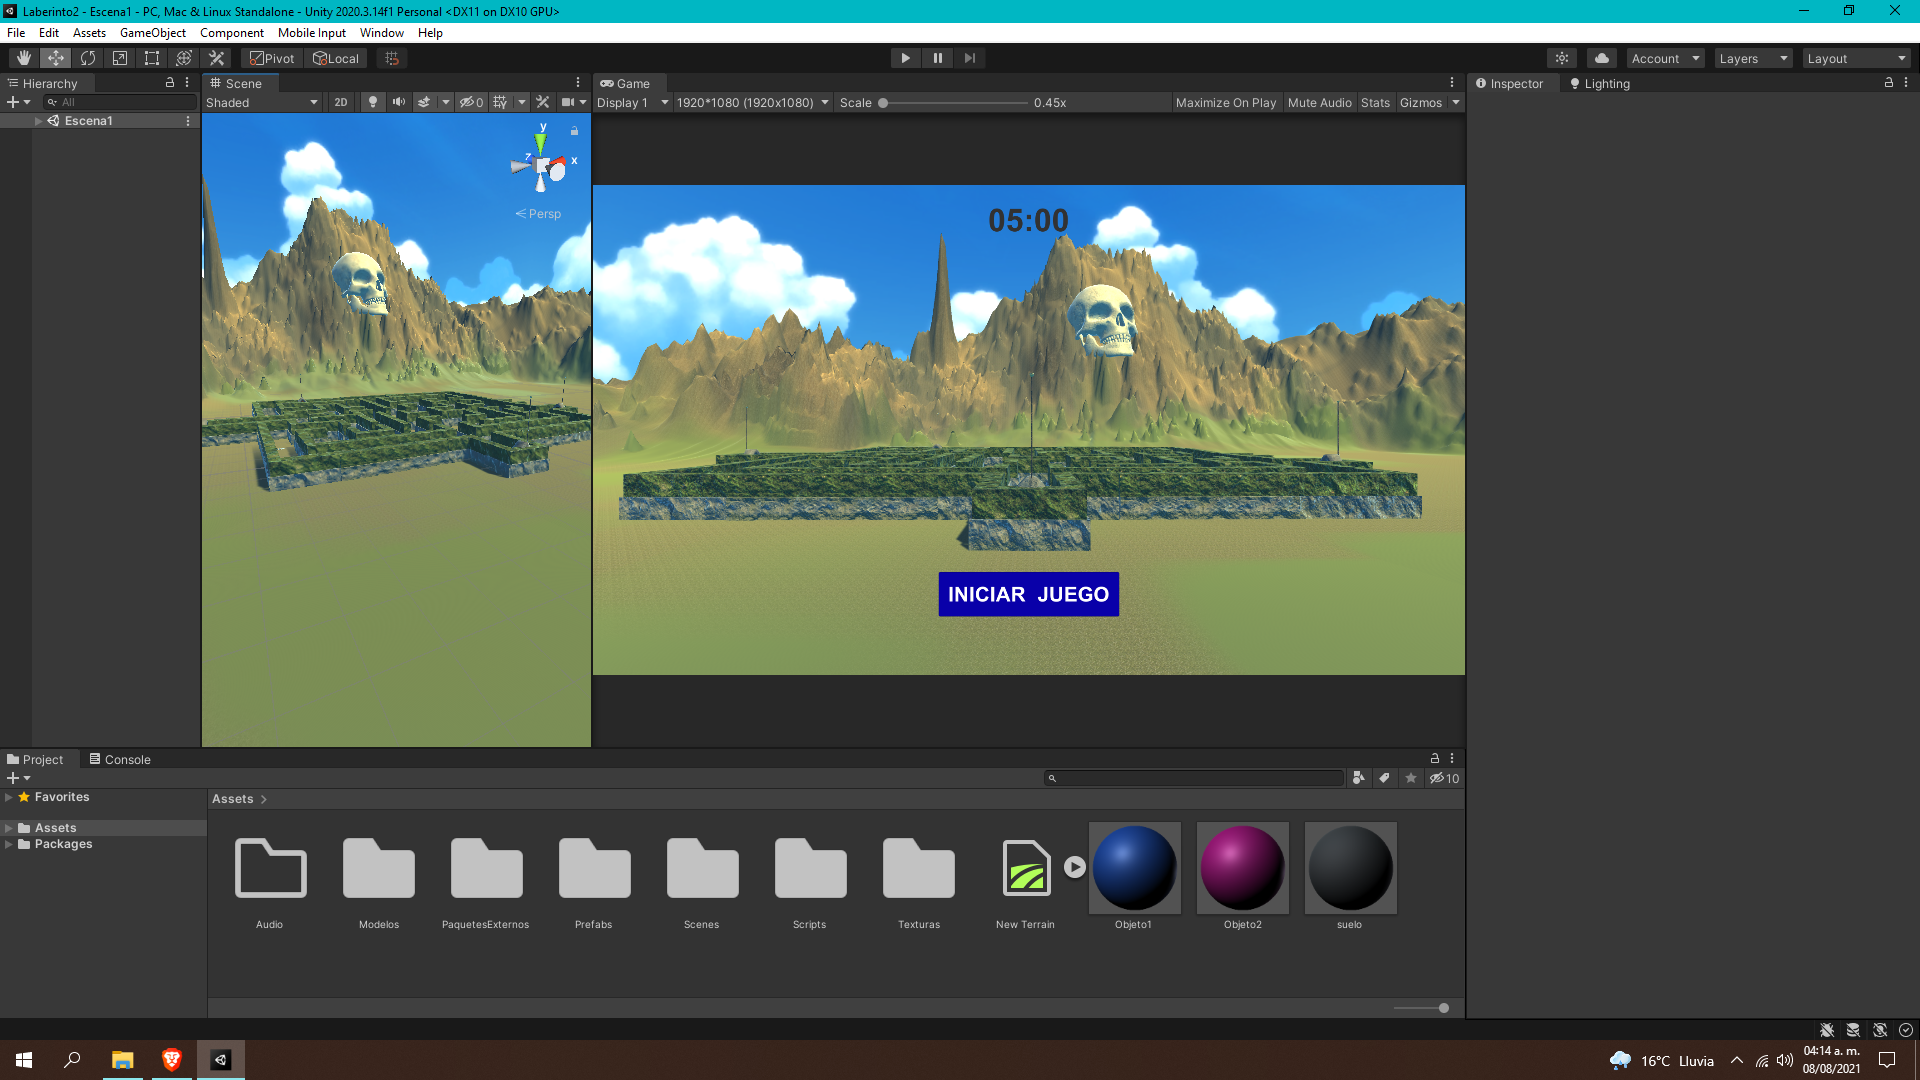 Laberinto2 - Escena1 - PC, Mac & Linux Standalone - Unity 2020.3.14f1 Personal <DX11 on DX10 GPU>
File Edit Assets GameObject Component Mobile Input Window Help
Pivot Local Account Layers Layout
Hierarchy
All
Escena1
Scene
Shaded 2D 0
y
z x
Persp
Game
Display 1 1920*1080 (1920x1080) Scale 0.45x Maximize On Play Mute Audio Stats Gizmos
05:00
INICIAR JUEGO
Inspector Lighting
Project Console
10
Favorites
Assets
Packages
Assets
Audio Modelos PaquetesExternos Prefabs Scenes Scripts Texturas New Terrain Objeto1 Objeto2 suelo
16°C Lluvia
04:14 a. m.
08/08/2021